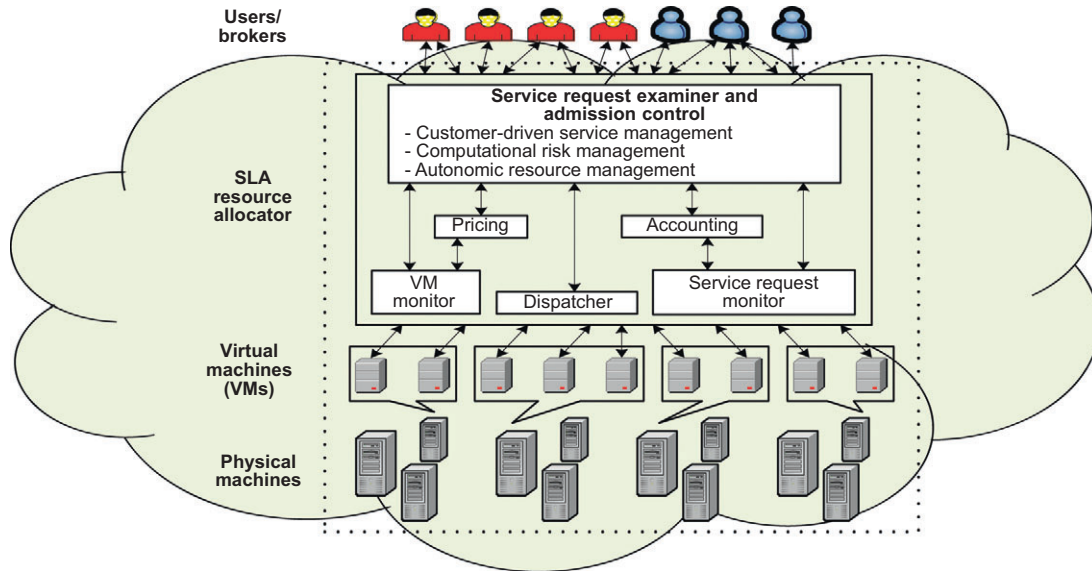 Users/
brokers
Service request examiner and
admission control
- Customer-driven service management
- Computational risk management
- Autonomic resource management
SLA
resource
allocator
Pricing
Accounting
VM
monitor
Dispatcher
Service request
monitor
Virtual
machines
(VMs)
Physical
machines